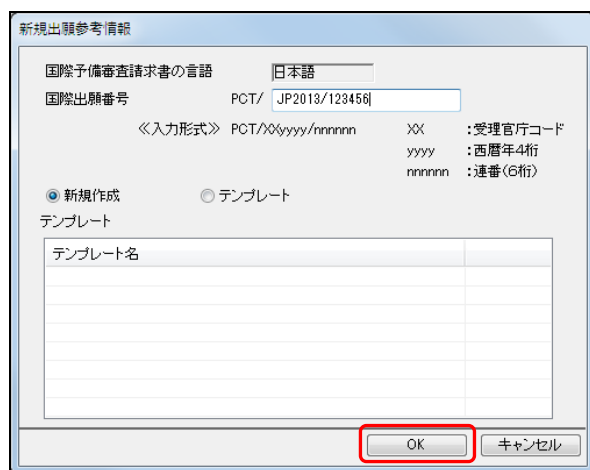 新規出願参考情報
国際予備審査請求書の言語 日本語
国際出願番号 PCT/ JP2013/123456
≪入力形式≫ PCT/XXyyyy/nnnnnn XX :受理官庁コード
yyyy :西暦年4桁
nnnnnn :連番(6桁)
新規作成 テンプレート
テンプレート
テンプレート名
OK キャンセル